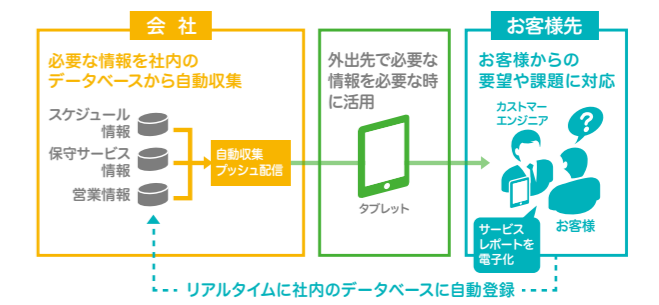 会 社
必要な情報を社内の
データベースから自動収集
スケジュール
情報
保守サービス
情報
営業情報
自動収集
プッシュ配信
外出先で必要な
情報を必要な時
に活用
タブレット
お客様先
お客様からの
要望や課題に対応
カストマー
エンジニア
?
お客様
サービス
レポートを
電子化
リアルタイムに社内のデータベースに自動登録